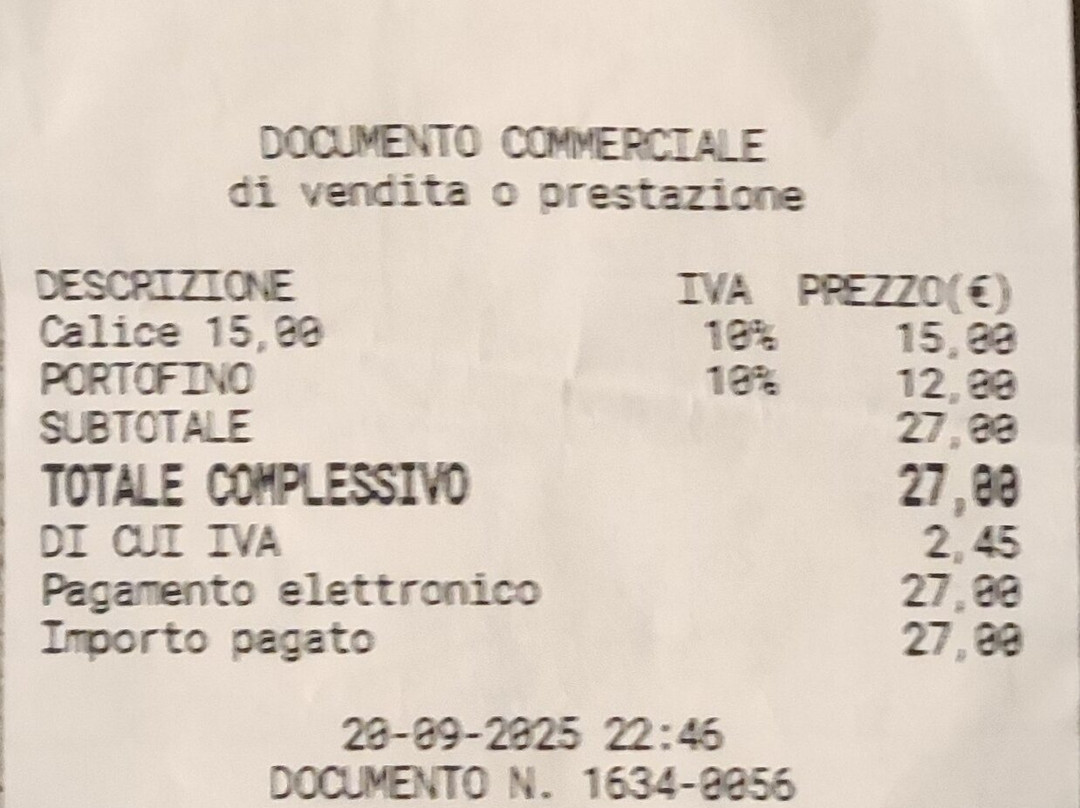 DOCUMENTO COMMERCIALE
di vendita o prestazione
DESCRIZIONE IVA PREZZO(€)
Calice 15,00 10% 15,00
PORTOFINO 10% 12,00
SUBTOTALE 27,00
TOTALE COMPLESSIVO 27,00
DI CUI IVA 2,45
Pagamento elettronico 27,00
Importo pagato 27,00
20-09-2025 22:46
DOCUMENTO N. 1634-0056